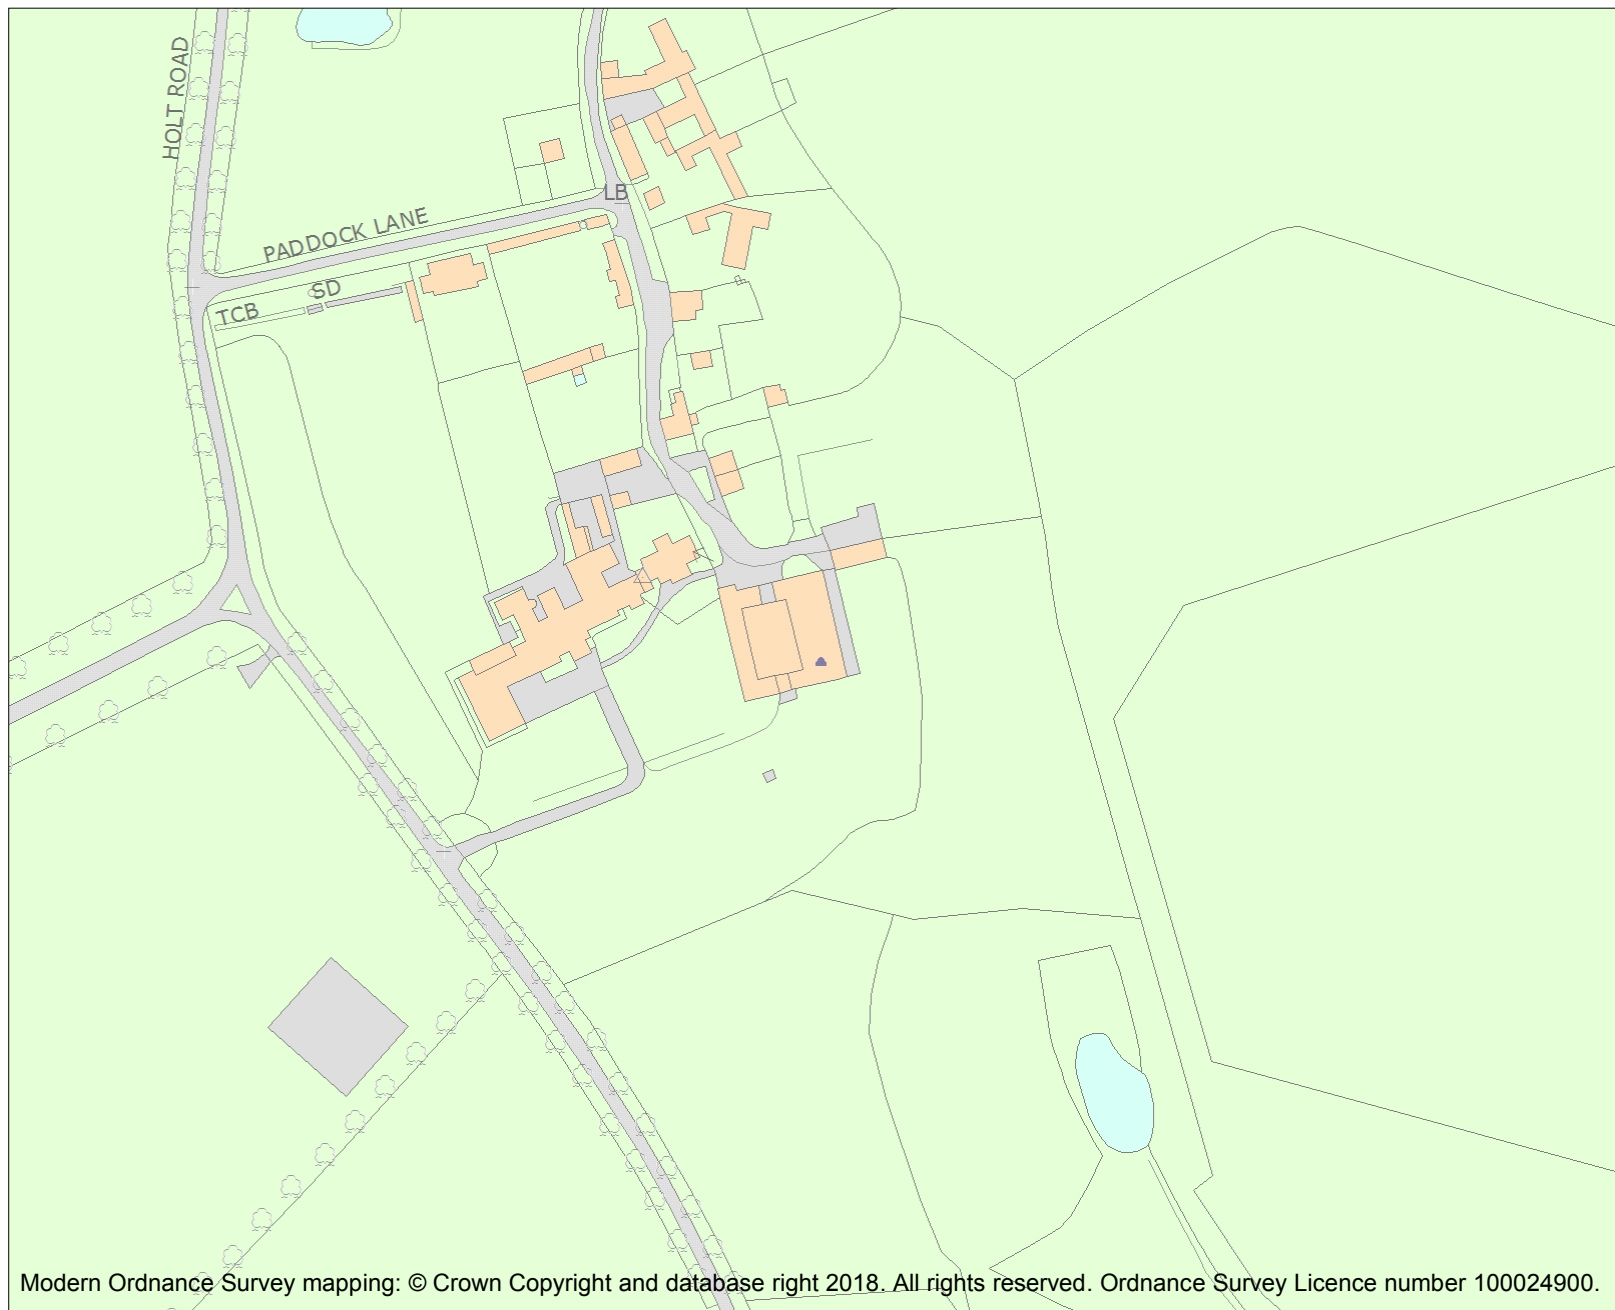 HOLT ROAD
LB
PADDOCK LANE
SD
TCB
Modern Ordnance Survey mapping: © Crown Copyright and database right 2018. All rights reserved. Ordnance Survey Licence number 100024900.